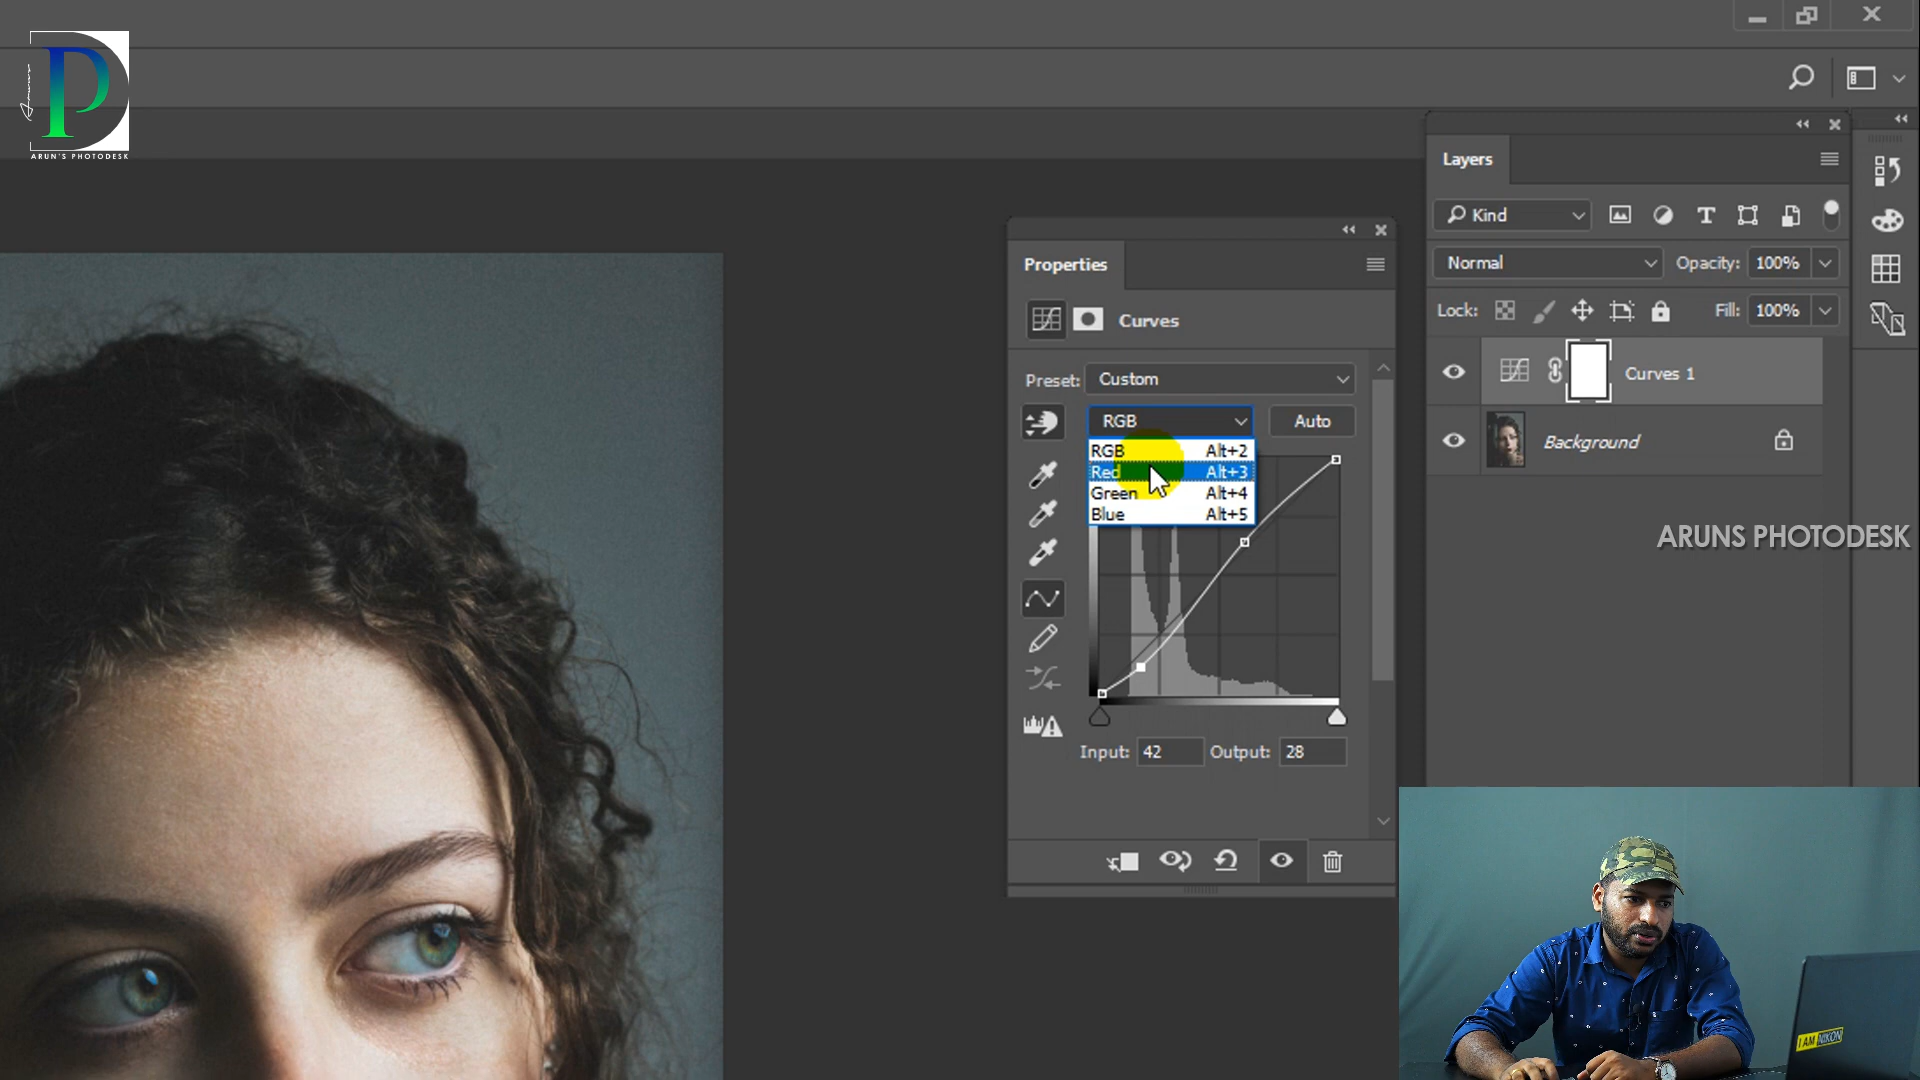 P
ARUN'S PHOTODESK
Layers
Kind
Normal
Opacity: 100%
Lock:
Fill: 100%
Curves 1
Background
ARUNS PHOTODESK
Properties
Curves
Preset: Custom
RGB
Auto
RGB Alt+2
Red Alt+3
Green Alt+4
Blue Alt+5
Input: 42 Output: 28
I AM NIKON